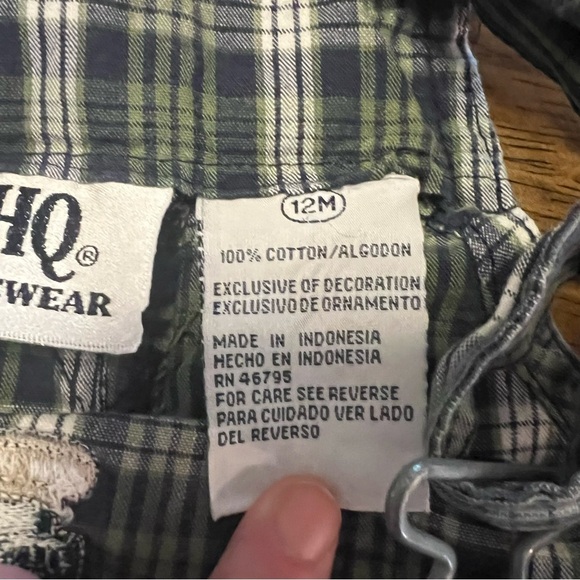 HQ®
WEAR
12M
100% COTTON/ALGODON
EXCLUSIVE OF DECORATION
EXCLUSIVO DE ORNAMENTO
MADE IN INDONESIA
HECHO EN INDONESIA
RN 46795
FOR CARE SEE REVERSE
PARA CUIDADO VER LADO
DEL REVERSO